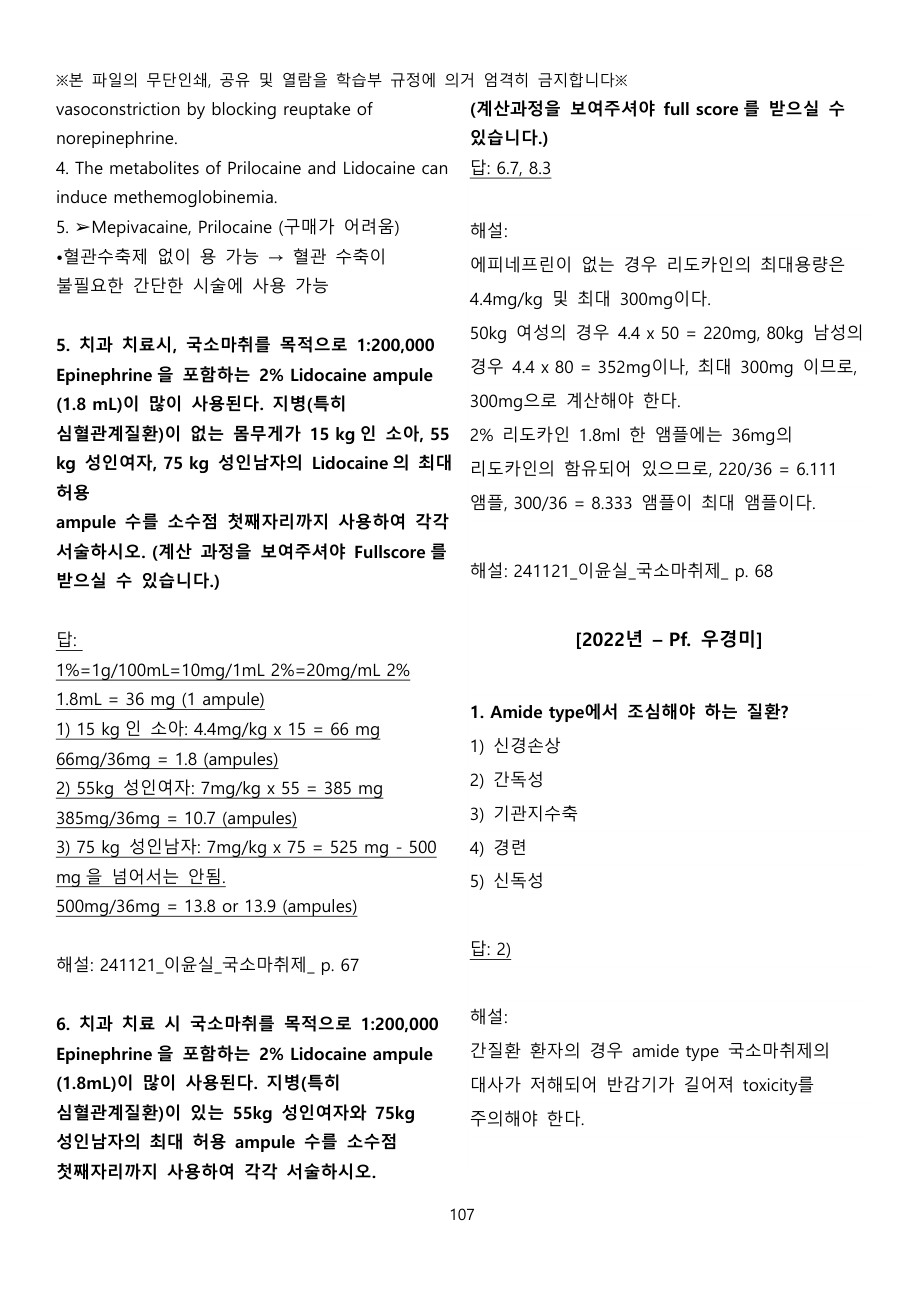 ※본 파일의 무단인쇄, 공유 및 열람을 학습부 규정에 의거 엄격히 금지합니다※
vasoconstriction by blocking reuptake of
norepinephrine.
4. The metabolites of Prilocaine and Lidocaine can
induce methemoglobinemia.
5. ➢Mepivacaine, Prilocaine (구매가 어려움)
•혈관수축제 없이 용 가능 → 혈관 수축이
불필요한 간단한 시술에 사용 가능
5. 치과 치료시, 국소마취를 목적으로 1:200,000
Epinephrine 을 포함하는 2% Lidocaine ampule
(1.8 mL)이 많이 사용된다. 지병(특히
심혈관계질환)이 없는 몸무게가 15 kg 인 소아, 55
kg 성인여자, 75 kg 성인남자의 Lidocaine 의 최대
허용
ampule 수를 소수점 첫째자리까지 사용하여 각각
서술하시오. (계산 과정을 보여주셔야 Fullscore 를
받으실 수 있습니다.)
답:
1%=1g/100mL=10mg/1mL 2%=20mg/mL 2%
1.8mL = 36 mg (1 ampule)
1) 15 kg 인 소아: 4.4mg/kg x 15 = 66 mg
66mg/36mg = 1.8 (ampules)
2) 55kg 성인여자: 7mg/kg x 55 = 385 mg
385mg/36mg = 10.7 (ampules)
3) 75 kg 성인남자: 7mg/kg x 75 = 525 mg - 500
mg 을 넘어서는 안됨.
500mg/36mg = 13.8 or 13.9 (ampules)
해설: 241121_이윤실_국소마취제_ p. 67
6. 치과 치료 시 국소마취를 목적으로 1:200,000
Epinephrine 을 포함하는 2% Lidocaine ampule
(1.8mL)이 많이 사용된다. 지병(특히
심혈관계질환)이 있는 55kg 성인여자와 75kg
성인남자의 최대 허용 ampule 수를 소수점
첫째자리까지 사용하여 각각 서술하시오.
(계산과정을 보여주셔야 full score 를 받으실 수
있습니다.)
답: 6.7, 8.3
해설:
에피네프린이 없는 경우 리도카인의 최대용량은
4.4mg/kg 및 최대 300mg이다.
50kg 여성의 경우 4.4 x 50 = 220mg, 80kg 남성의
경우 4.4 x 80 = 352mg이나, 최대 300mg 이므로,
300mg으로 계산해야 한다.
2% 리도카인 1.8ml 한 앰플에는 36mg의
리도카인의 함유되어 있으므로, 220/36 = 6.111
앰플, 300/36 = 8.333 앰플이 최대 앰플이다.
해설: 241121_이윤실_국소마취제_ p. 68
[2022년 – Pf. 우경미]
1. Amide type에서 조심해야 하는 질환?
1) 신경손상
2) 간독성
3) 기관지수축
4) 경련
5) 신독성
답: 2)
해설:
간질환 환자의 경우 amide type 국소마취제의
대사가 저해되어 반감기가 길어져 toxicity를
주의해야 한다.
107